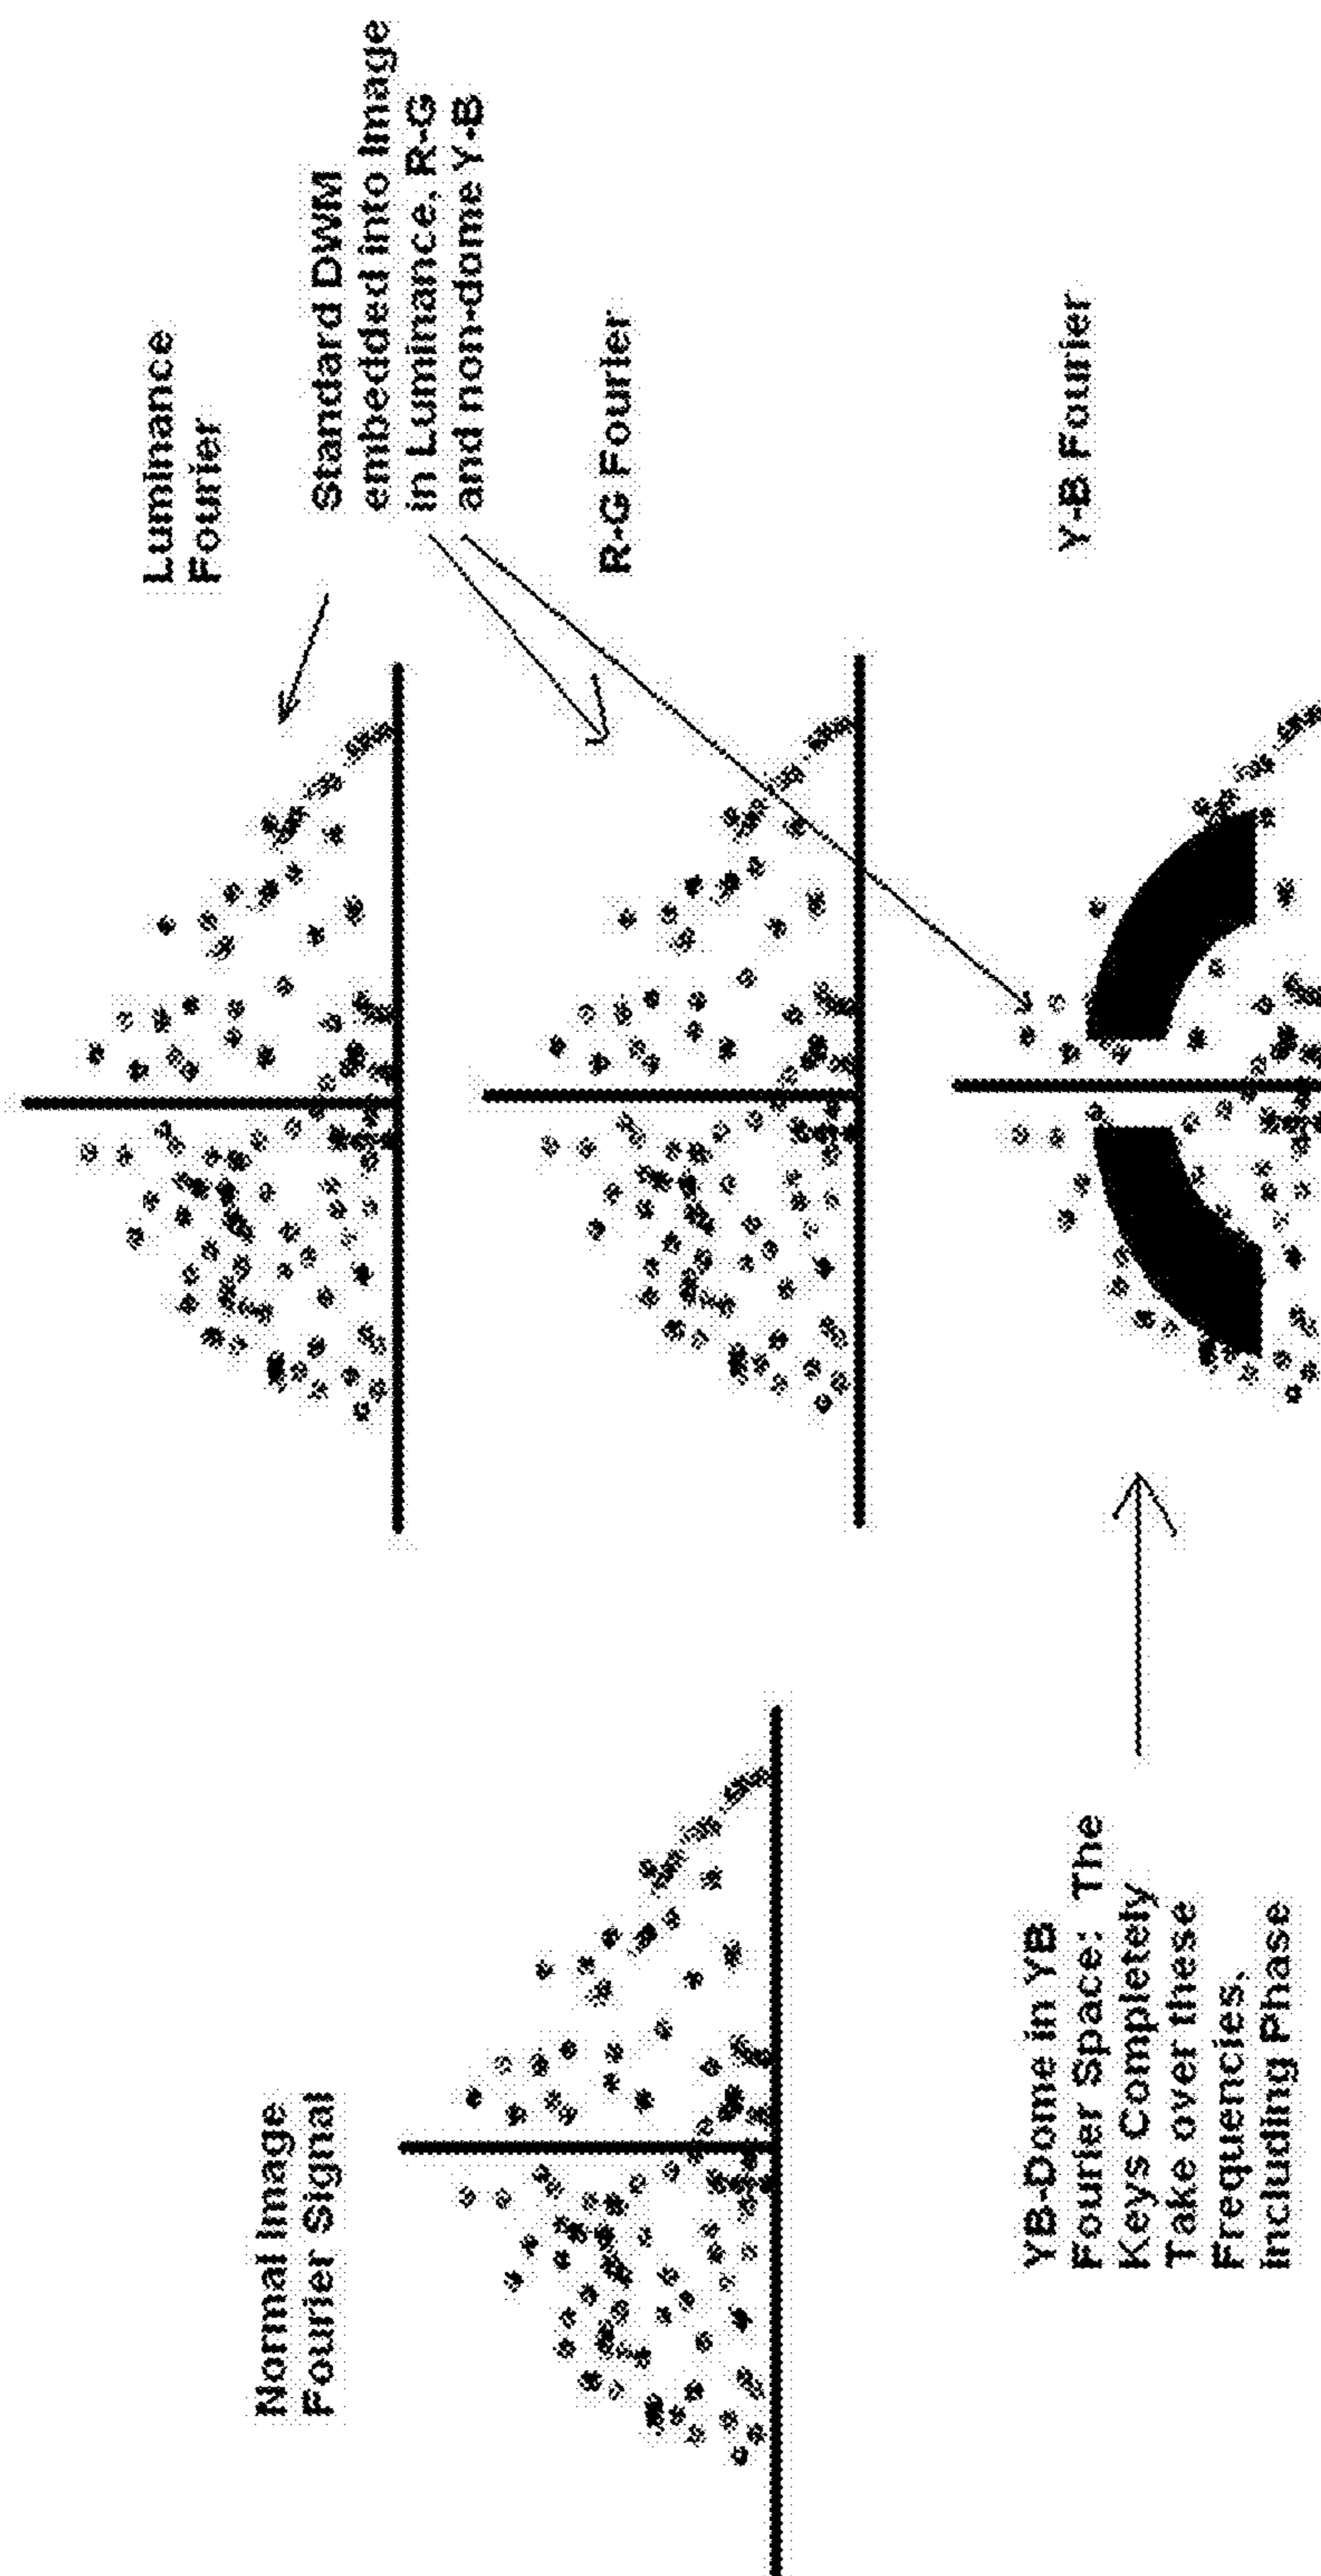 Normal Image
Fourier Signal
Luminance
Fourier
Standard DWM
embedded into Image
in Luminance, R-G
and non-dome Y-B
R-G Fourier
YB-Dome in YB
Fourier Space: The
Keys Completely
Take over these
Frequencies,
Including Phase
Y-B Fourier